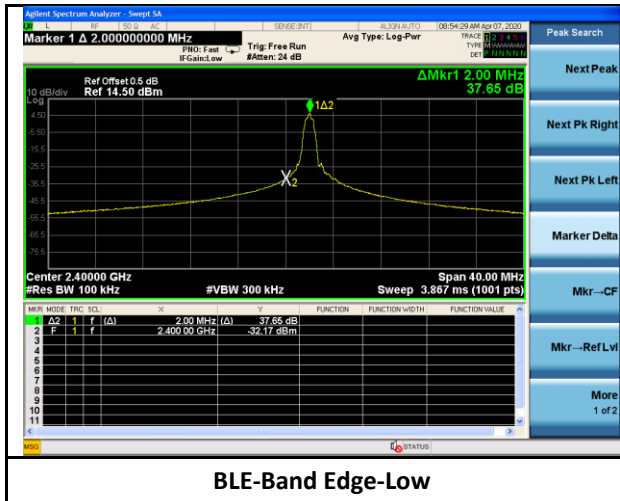 Agilent Spectrum Analyzer - Swept SA
L RF 50 Ω AC SENSE:INT ALIGN AUTO 08:54:29 AM Apr 07, 2020
Marker 1 Δ 2.000000000 MHz Avg Type: Log-Pwr TRACE 1 2 3 4 5 6
PNO: Fast Trig: Free Run TYPE M
IFGain:Low #Atten: 24 dB DET P N N N N N
Peak Search
Next Peak
Next Pk Right
Next Pk Left
Marker Delta
Mkr→CF
Mkr→Ref Lvl
More
1 of 2
ΔMkr1 2.00 MHz
37.65 dB
Ref Offset 0.5 dB
10 dB/div Ref 14.50 dBm
Log
1Δ2
4.50
-5.50
-15.5
-25.5
X2
-35.5
-45.5
-55.5
-65.5
-75.5
Center 2.40000 GHz Span 40.00 MHz
#Res BW 100 kHz #VBW 300 kHz Sweep 3.867 ms (1001 pts)
MKR MODE TRC SCL X Y FUNCTION FUNCTION WIDTH FUNCTION VALUE
1 Δ2 1 f (Δ) 2.00 MHz (Δ) 37.65 dB
2 F 1 f 2.400 00 GHz -32.17 dBm
3
4
5
6
7
8
9
10
11
MSG STATUS
BLE-Band Edge-Low